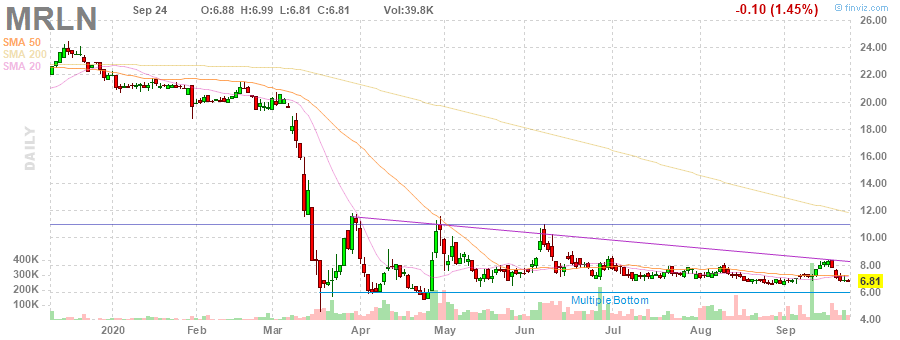 MRLN Sep 24 O:6.88 H:6.99 L:6.81 C:6.81 Vol:39.8K -0.10 (1.45%) © finviz.com
SMA 50
SMA 200
SMA 20
DAILY
26.00
24.00
22.00
20.00
18.00
16.00
14.00
12.00
10.00
8.00
6.81
6.00
4.00
400K
300K
200K
100K
Multiple Bottom
2020 Feb Mar Apr May Jun Jul Aug Sep